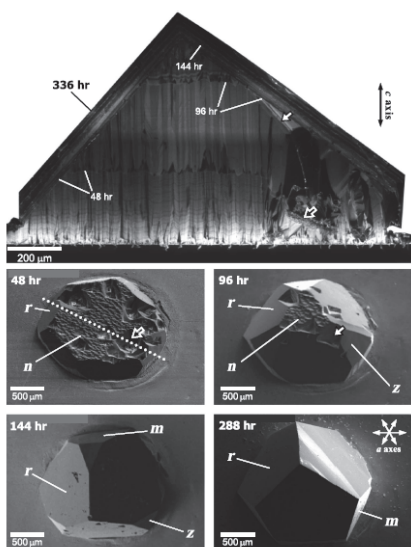 144 hr
336 hr
96 hr
c axis
48 hr
200 µm
48 hr
r
n
500 µm
96 hr
r
n
z
500 µm
144 hr
m
r
z
500 µm
288 hr
a axes
r
m
500 µm